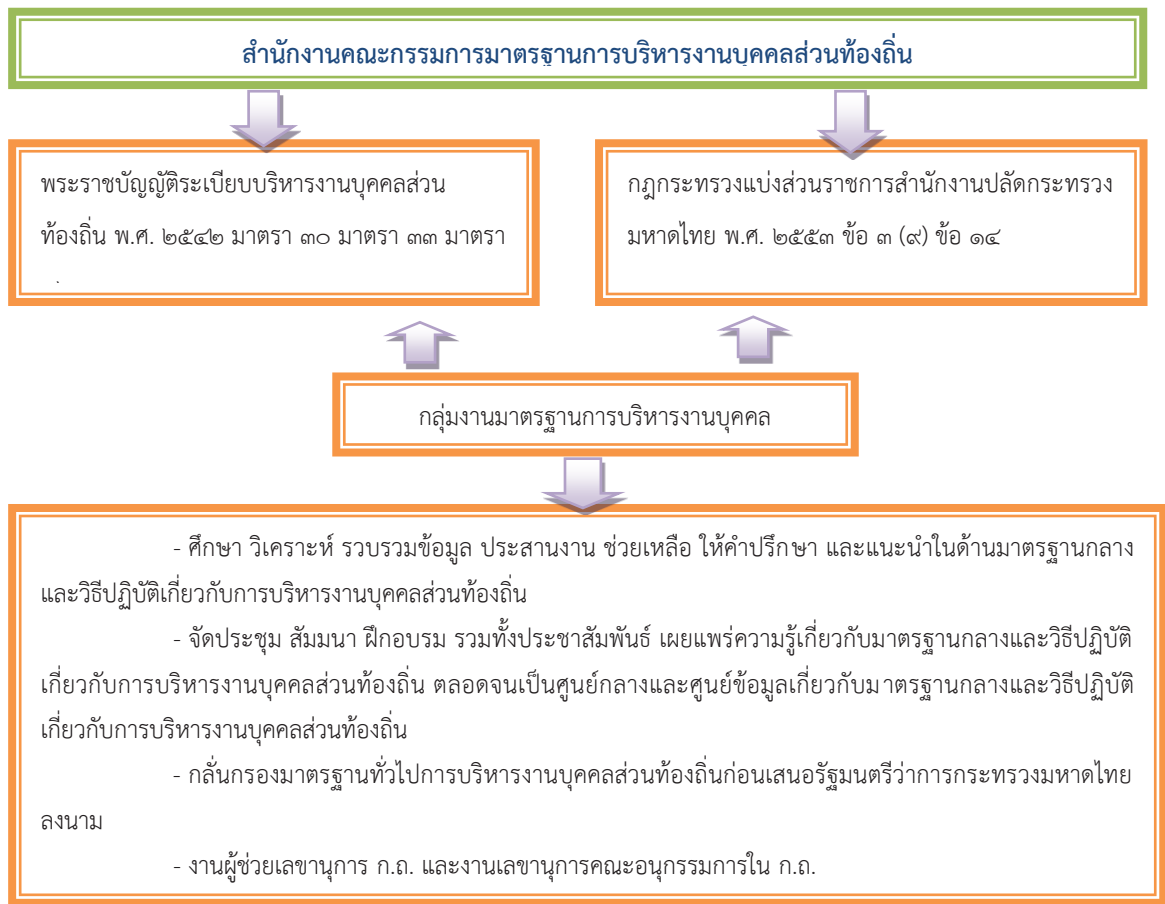 สำนักงานคณะกรรมการมาตรฐานการบริหารงานบุคคลส่วนท้องถิ่น
พระราชบัญญัติระเบียบบริหารงานบุคคลส่วน
ท้องถิ่น พ.ศ. ๒๕๔๒ มาตรา ๓๐ มาตรา ๓๓ มาตรา
กฎกระทรวงแบ่งส่วนราชการสำนักงานปลัดกระทรวง
มหาดไทย พ.ศ. ๒๕๕๓ ข้อ ๓ (๙) ข้อ ๑๔
กลุ่มงานมาตรฐานการบริหารงานบุคคล
- ศึกษา วิเคราะห์ รวบรวมข้อมูล ประสานงาน ช่วยเหลือ ให้คำปรึกษา และแนะนำในด้านมาตรฐานกลาง
และวิธีปฏิบัติเกี่ยวกับการบริหารงานบุคคลส่วนท้องถิ่น
- จัดประชุม สัมมนา ฝึกอบรม รวมทั้งประชาสัมพันธ์ เผยแพร่ความรู้เกี่ยวกับมาตรฐานกลางและวิธีปฏิบัติ
เกี่ยวกับการบริหารงานบุคคลส่วนท้องถิ่น ตลอดจนเป็นศูนย์กลางและศูนย์ข้อมูลเกี่ยวกับมาตรฐานกลางและวิธีปฏิบัติ
เกี่ยวกับการบริหารงานบุคคลส่วนท้องถิ่น
- กลั่นกรองมาตรฐานทั่วไปการบริหารงานบุคคลส่วนท้องถิ่นก่อนเสนอรัฐมนตรีว่าการกระทรวงมหาดไทย
ลงนาม
- งานผู้ช่วยเลขานุการ ก.ถ. และงานเลขานุการคณะอนุกรรมการใน ก.ถ.